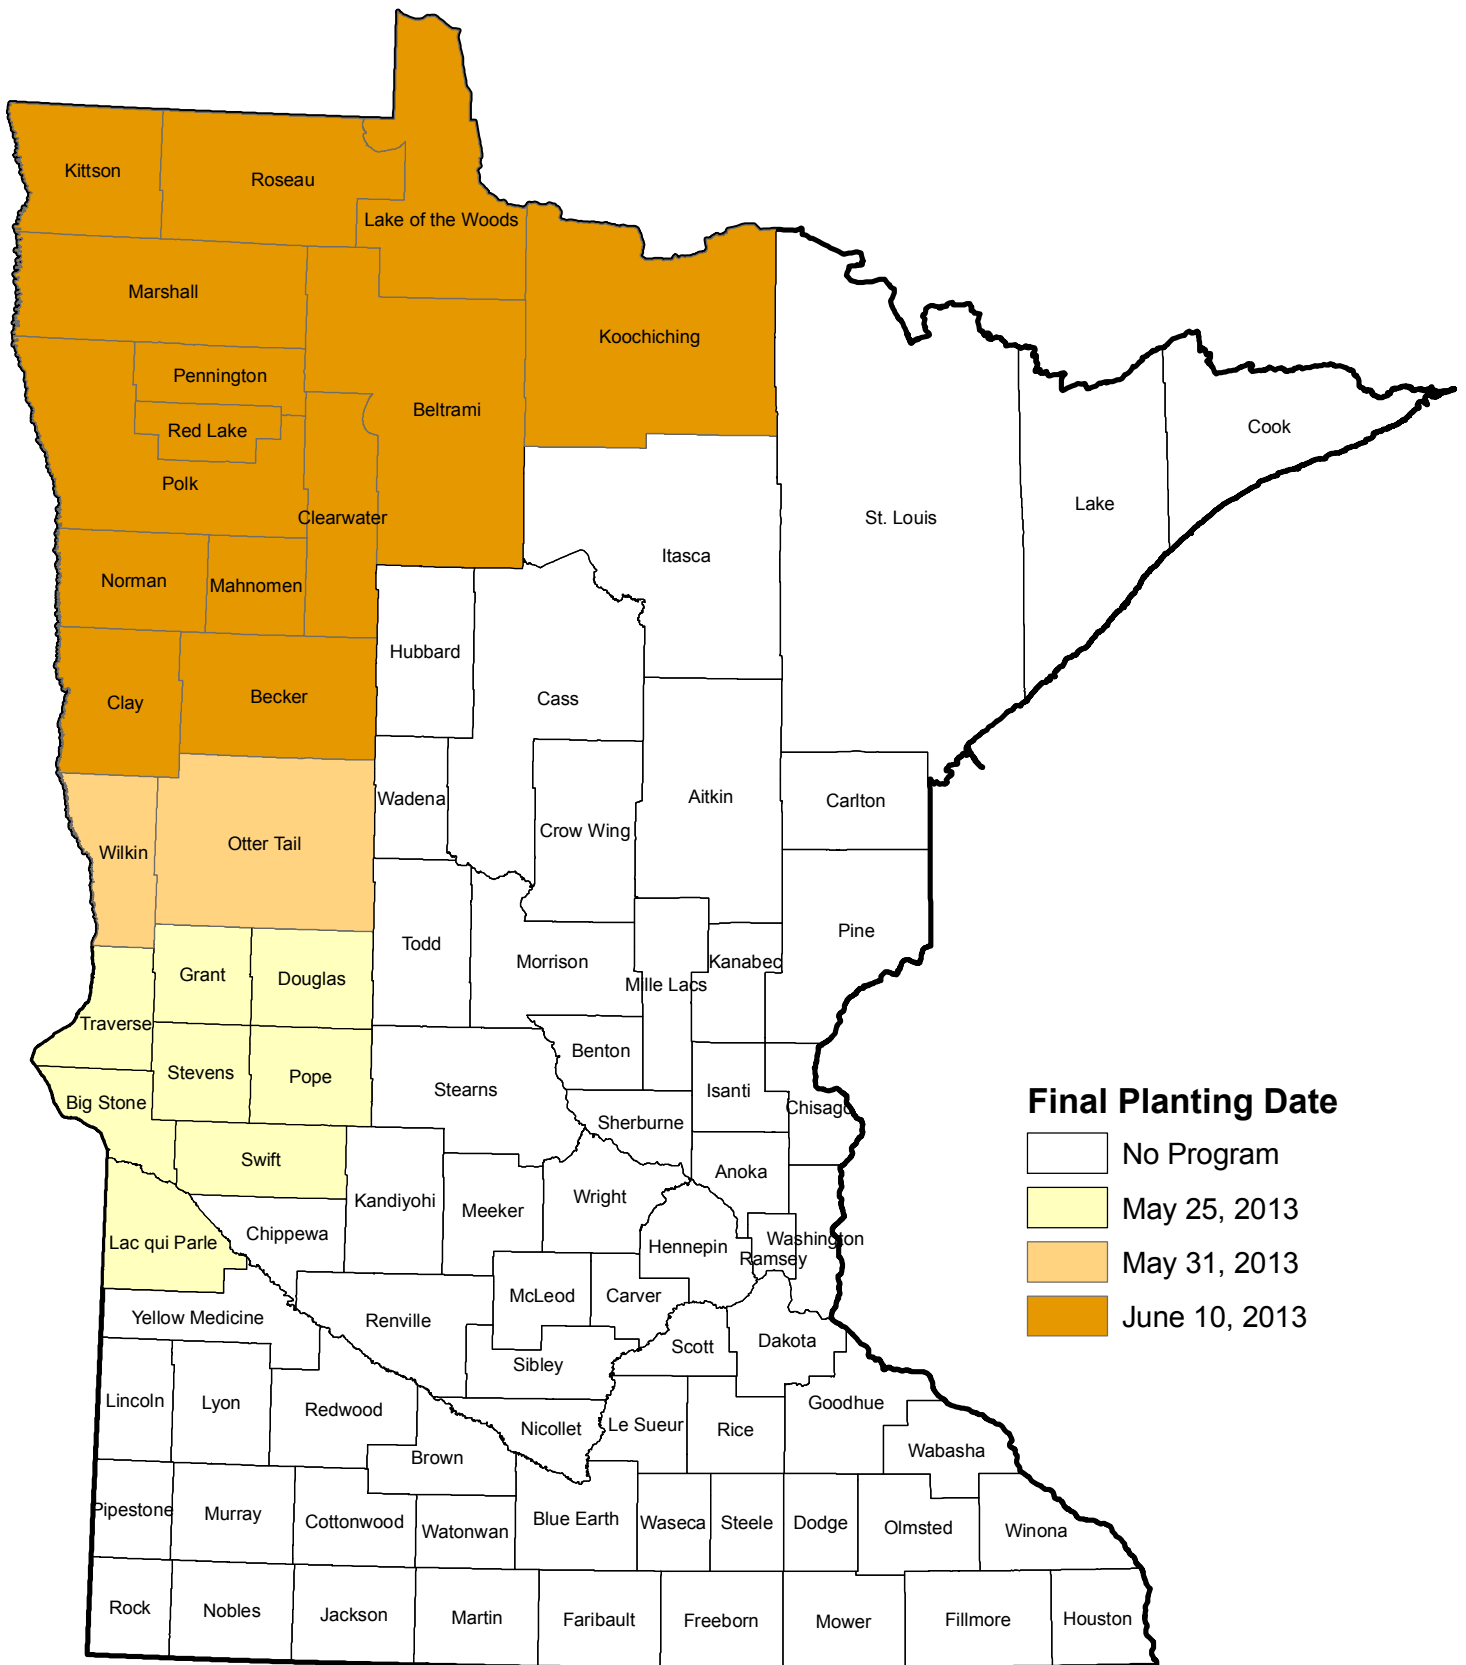 Kittson
Roseau
Lake of the Woods
Marshall
Koochiching
Pennington
Beltrami
Red Lake
Cook
Polk
Lake
Clearwater
St. Louis
Itasca
Norman
Mahnomen
Hubbard
Becker
Cass
Clay
Aitkin
Wadena
Carlton
Crow Wing
Otter Tail
Wilkin
Pine
Todd
Morrison
Kanabec
Grant
Douglas
Mille Lacs
Traverse
Benton
Stevens
Pope
Stearns
Isanti
Big Stone
Chisago
Sherburne
Swift
Anoka
Wright
Kandiyohi
Meeker
Chippewa
Washington
Lac qui Parle
Hennepin
Ramsey
McLeod
Carver
Yellow Medicine
Renville
Dakota
Scott
Sibley
Lincoln
Lyon
Goodhue
Redwood
Le Sueur
Nicollet
Rice
Wabasha
Brown
Pipestone
Murray
Blue Earth
Cottonwood
Waseca
Steele
Dodge
Olmsted
Winona
Watonwan
Rock
Nobles
Jackson
Martin
Faribault
Freeborn
Mower
Fillmore
Houston
Final Planting Date
No Program
May 25, 2013
May 31, 2013
June 10, 2013